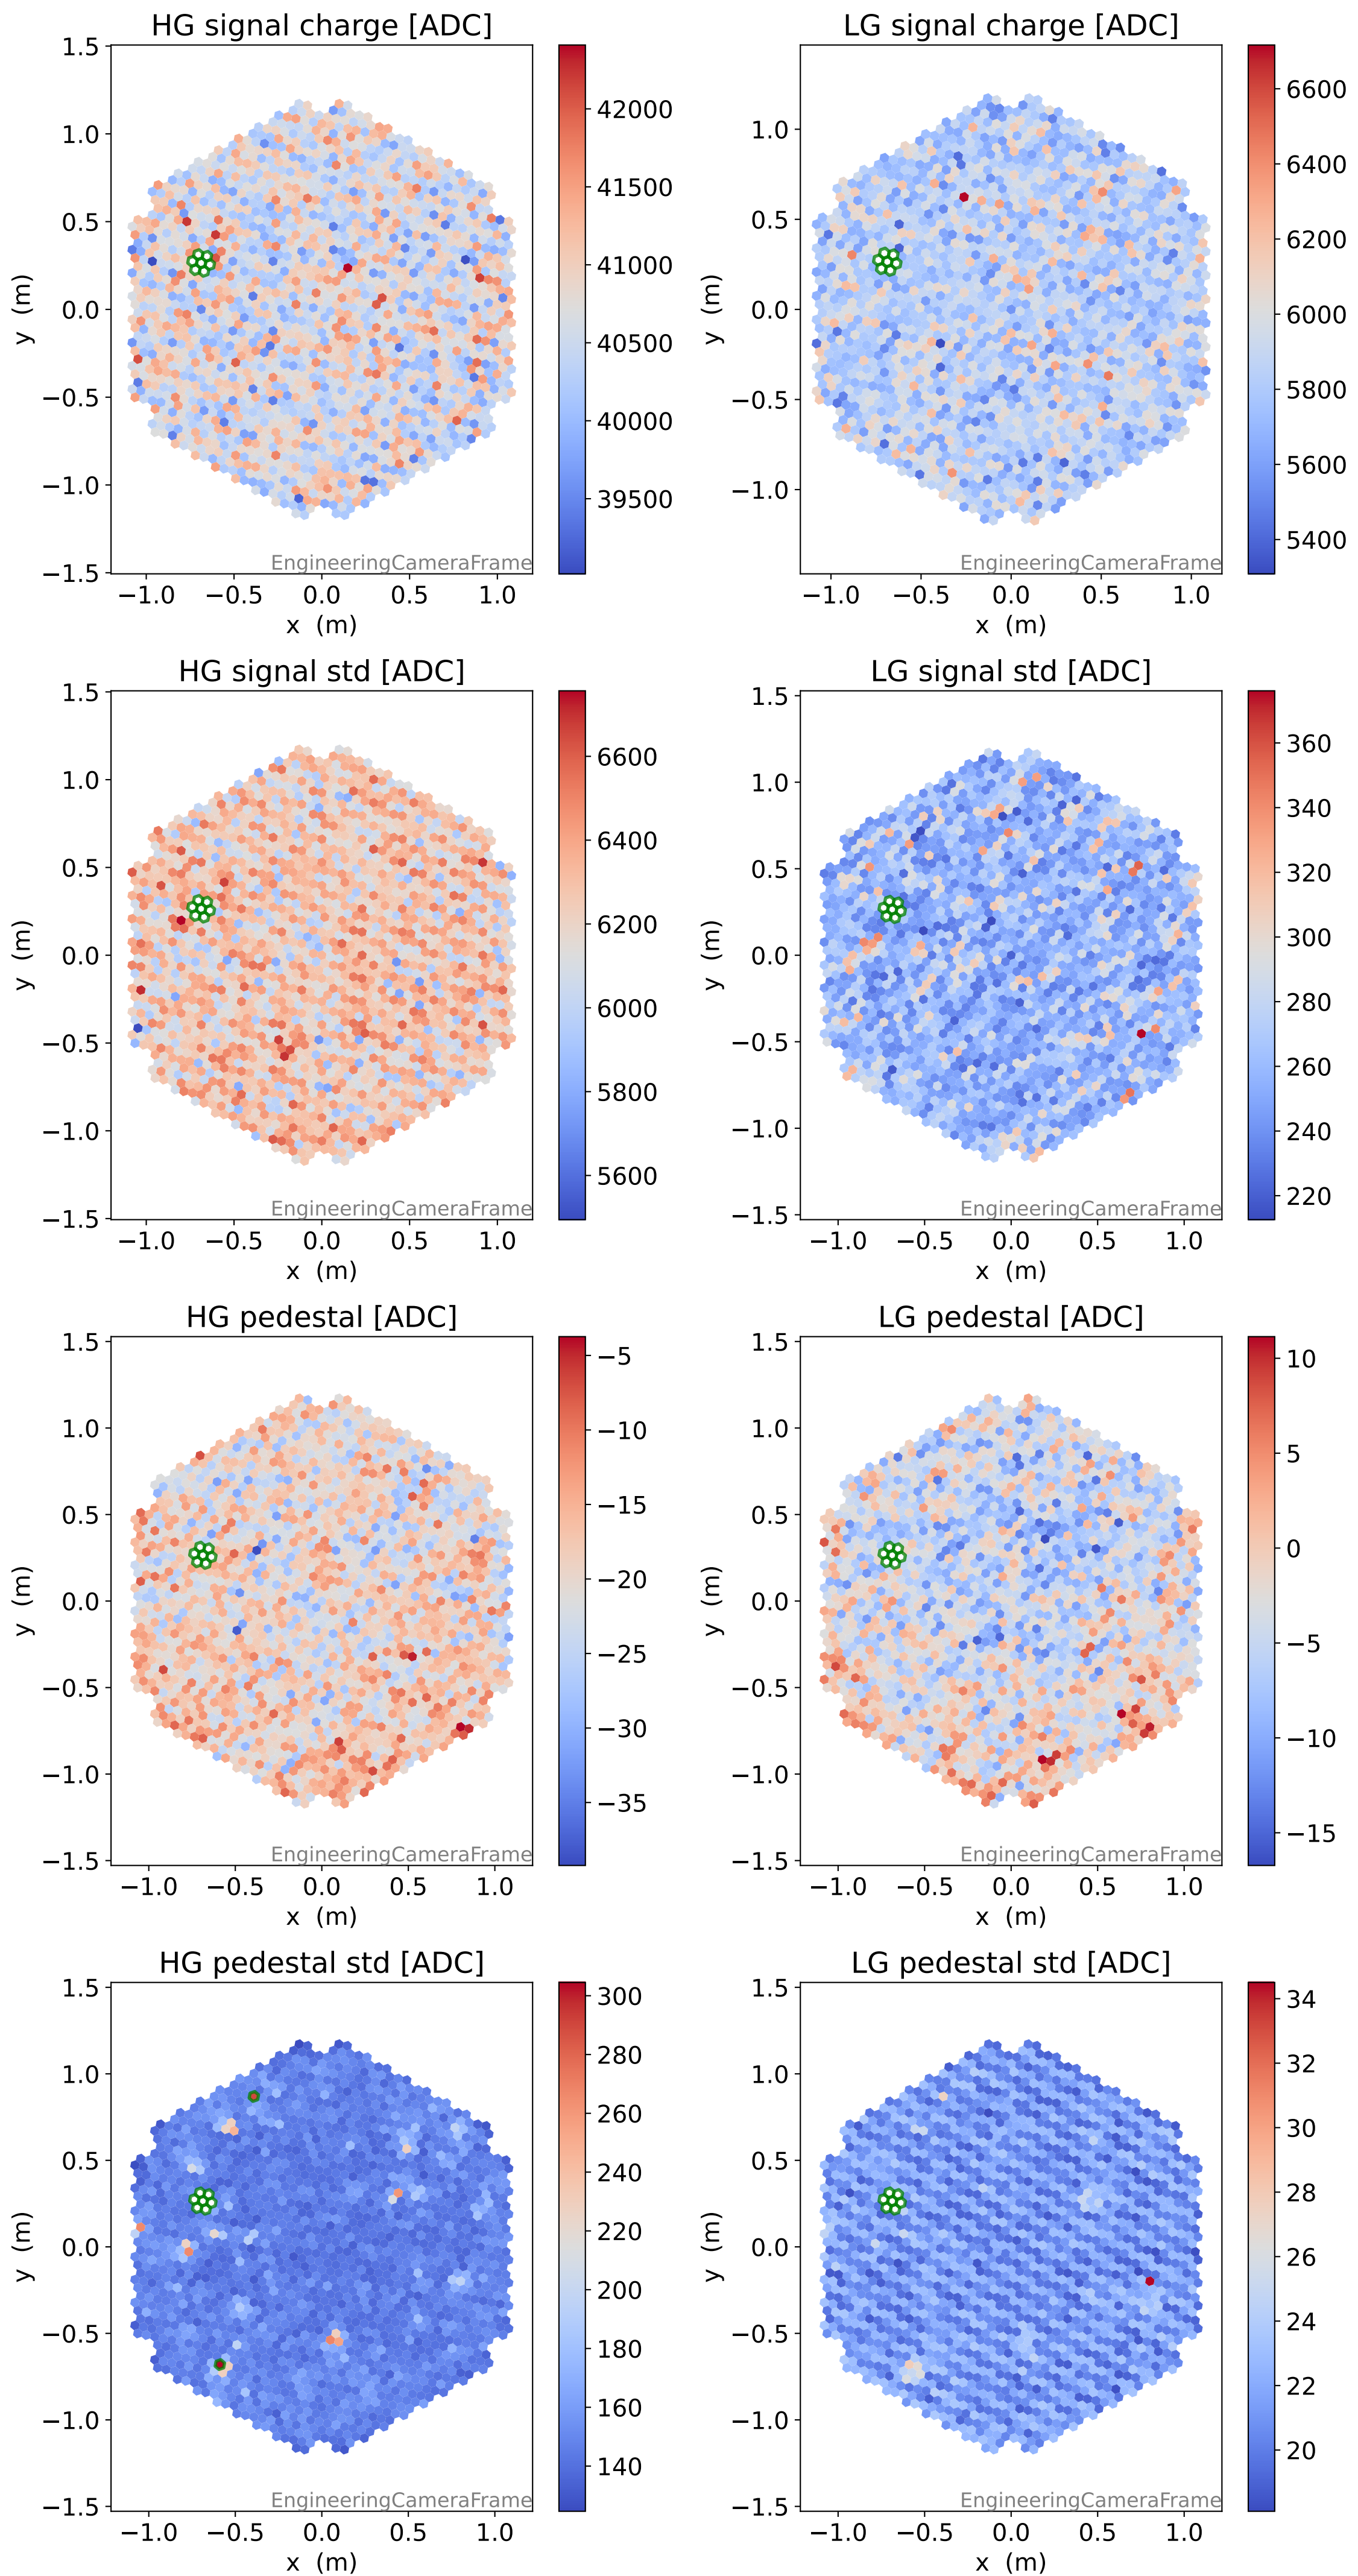 HG signal charge [ADC]
1.5
1.0
0.5
0.0
−0.5
−1.0
−1.5
y (m)
−1.0 −0.5 0.0 0.5 1.0
x (m)
EngineeringCameraFrame
42000
41500
41000
40500
40000
39500
LG signal charge [ADC]
1.0
0.5
0.0
−0.5
−1.0
y (m)
−1.0 −0.5 0.0 0.5 1.0
x (m)
EngineeringCameraFrame
6600
6400
6200
6000
5800
5600
5400
HG signal std [ADC]
1.5
1.0
0.5
0.0
−0.5
−1.0
−1.5
y (m)
−1.0 −0.5 0.0 0.5 1.0
x (m)
EngineeringCameraFrame
6600
6400
6200
6000
5800
5600
LG signal std [ADC]
1.5
1.0
0.5
0.0
−0.5
−1.0
−1.5
y (m)
−1.0 −0.5 0.0 0.5 1.0
x (m)
EngineeringCameraFrame
360
340
320
300
280
260
240
220
HG pedestal [ADC]
1.5
1.0
0.5
0.0
−0.5
−1.0
−1.5
y (m)
−1.0 −0.5 0.0 0.5 1.0
x (m)
EngineeringCameraFrame
−5
−10
−15
−20
−25
−30
−35
LG pedestal [ADC]
1.5
1.0
0.5
0.0
−0.5
−1.0
−1.5
y (m)
−1.0 −0.5 0.0 0.5 1.0
x (m)
EngineeringCameraFrame
10
5
0
−5
−10
−15
HG pedestal std [ADC]
1.5
1.0
0.5
0.0
−0.5
−1.0
−1.5
y (m)
−1.0 −0.5 0.0 0.5 1.0
x (m)
EngineeringCameraFrame
300
280
260
240
220
200
180
160
140
LG pedestal std [ADC]
1.5
1.0
0.5
0.0
−0.5
−1.0
−1.5
y (m)
−1.0 −0.5 0.0 0.5 1.0
x (m)
EngineeringCameraFrame
34
32
30
28
26
24
22
20